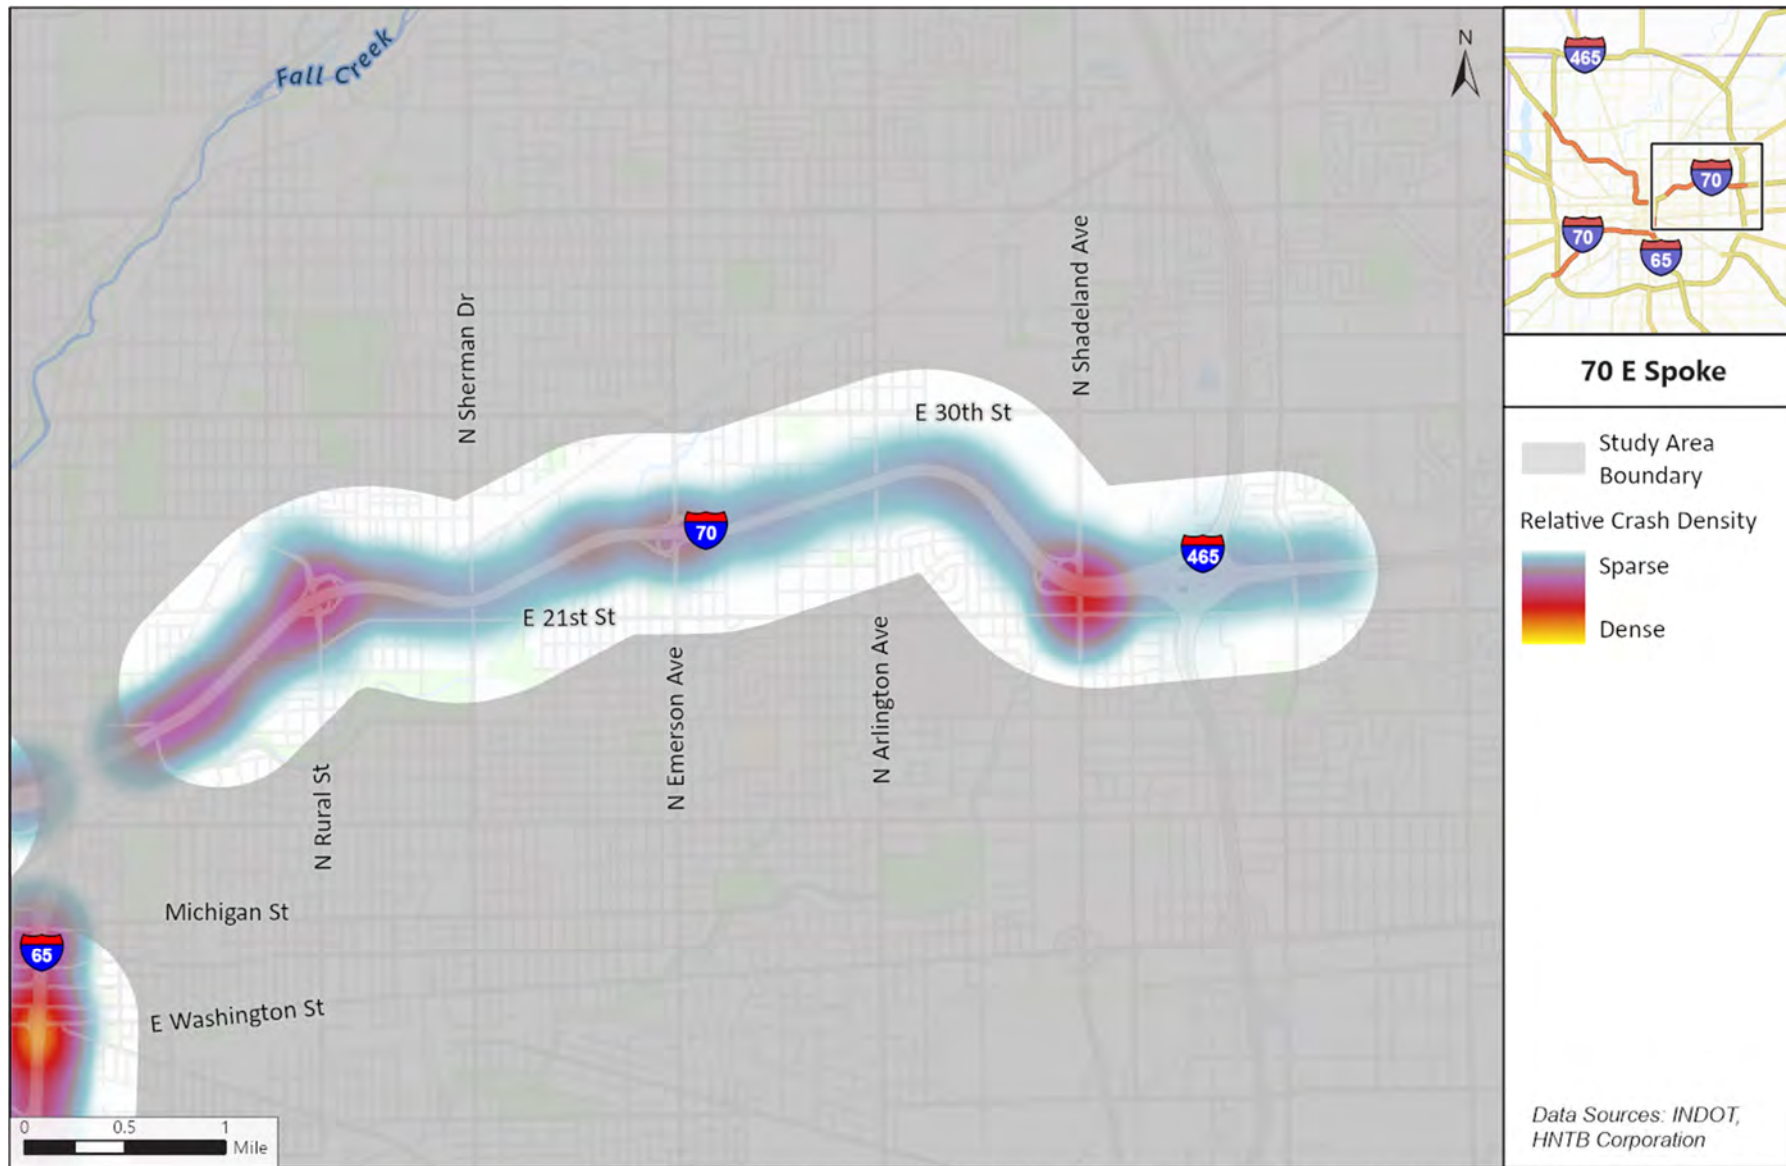 Fall Creek
N
N Sherman Dr
N Shadeland Ave
E 30th St
70
465
E 21st St
N Emerson Ave
N Arlington Ave
N Rural St
Michigan St
65
E Washington St
0 0.5 1
Mile
465
70
70
65
70 E Spoke
Study Area
Boundary
Relative Crash Density
Sparse
Dense
Data Sources: INDOT,
HNTB Corporation